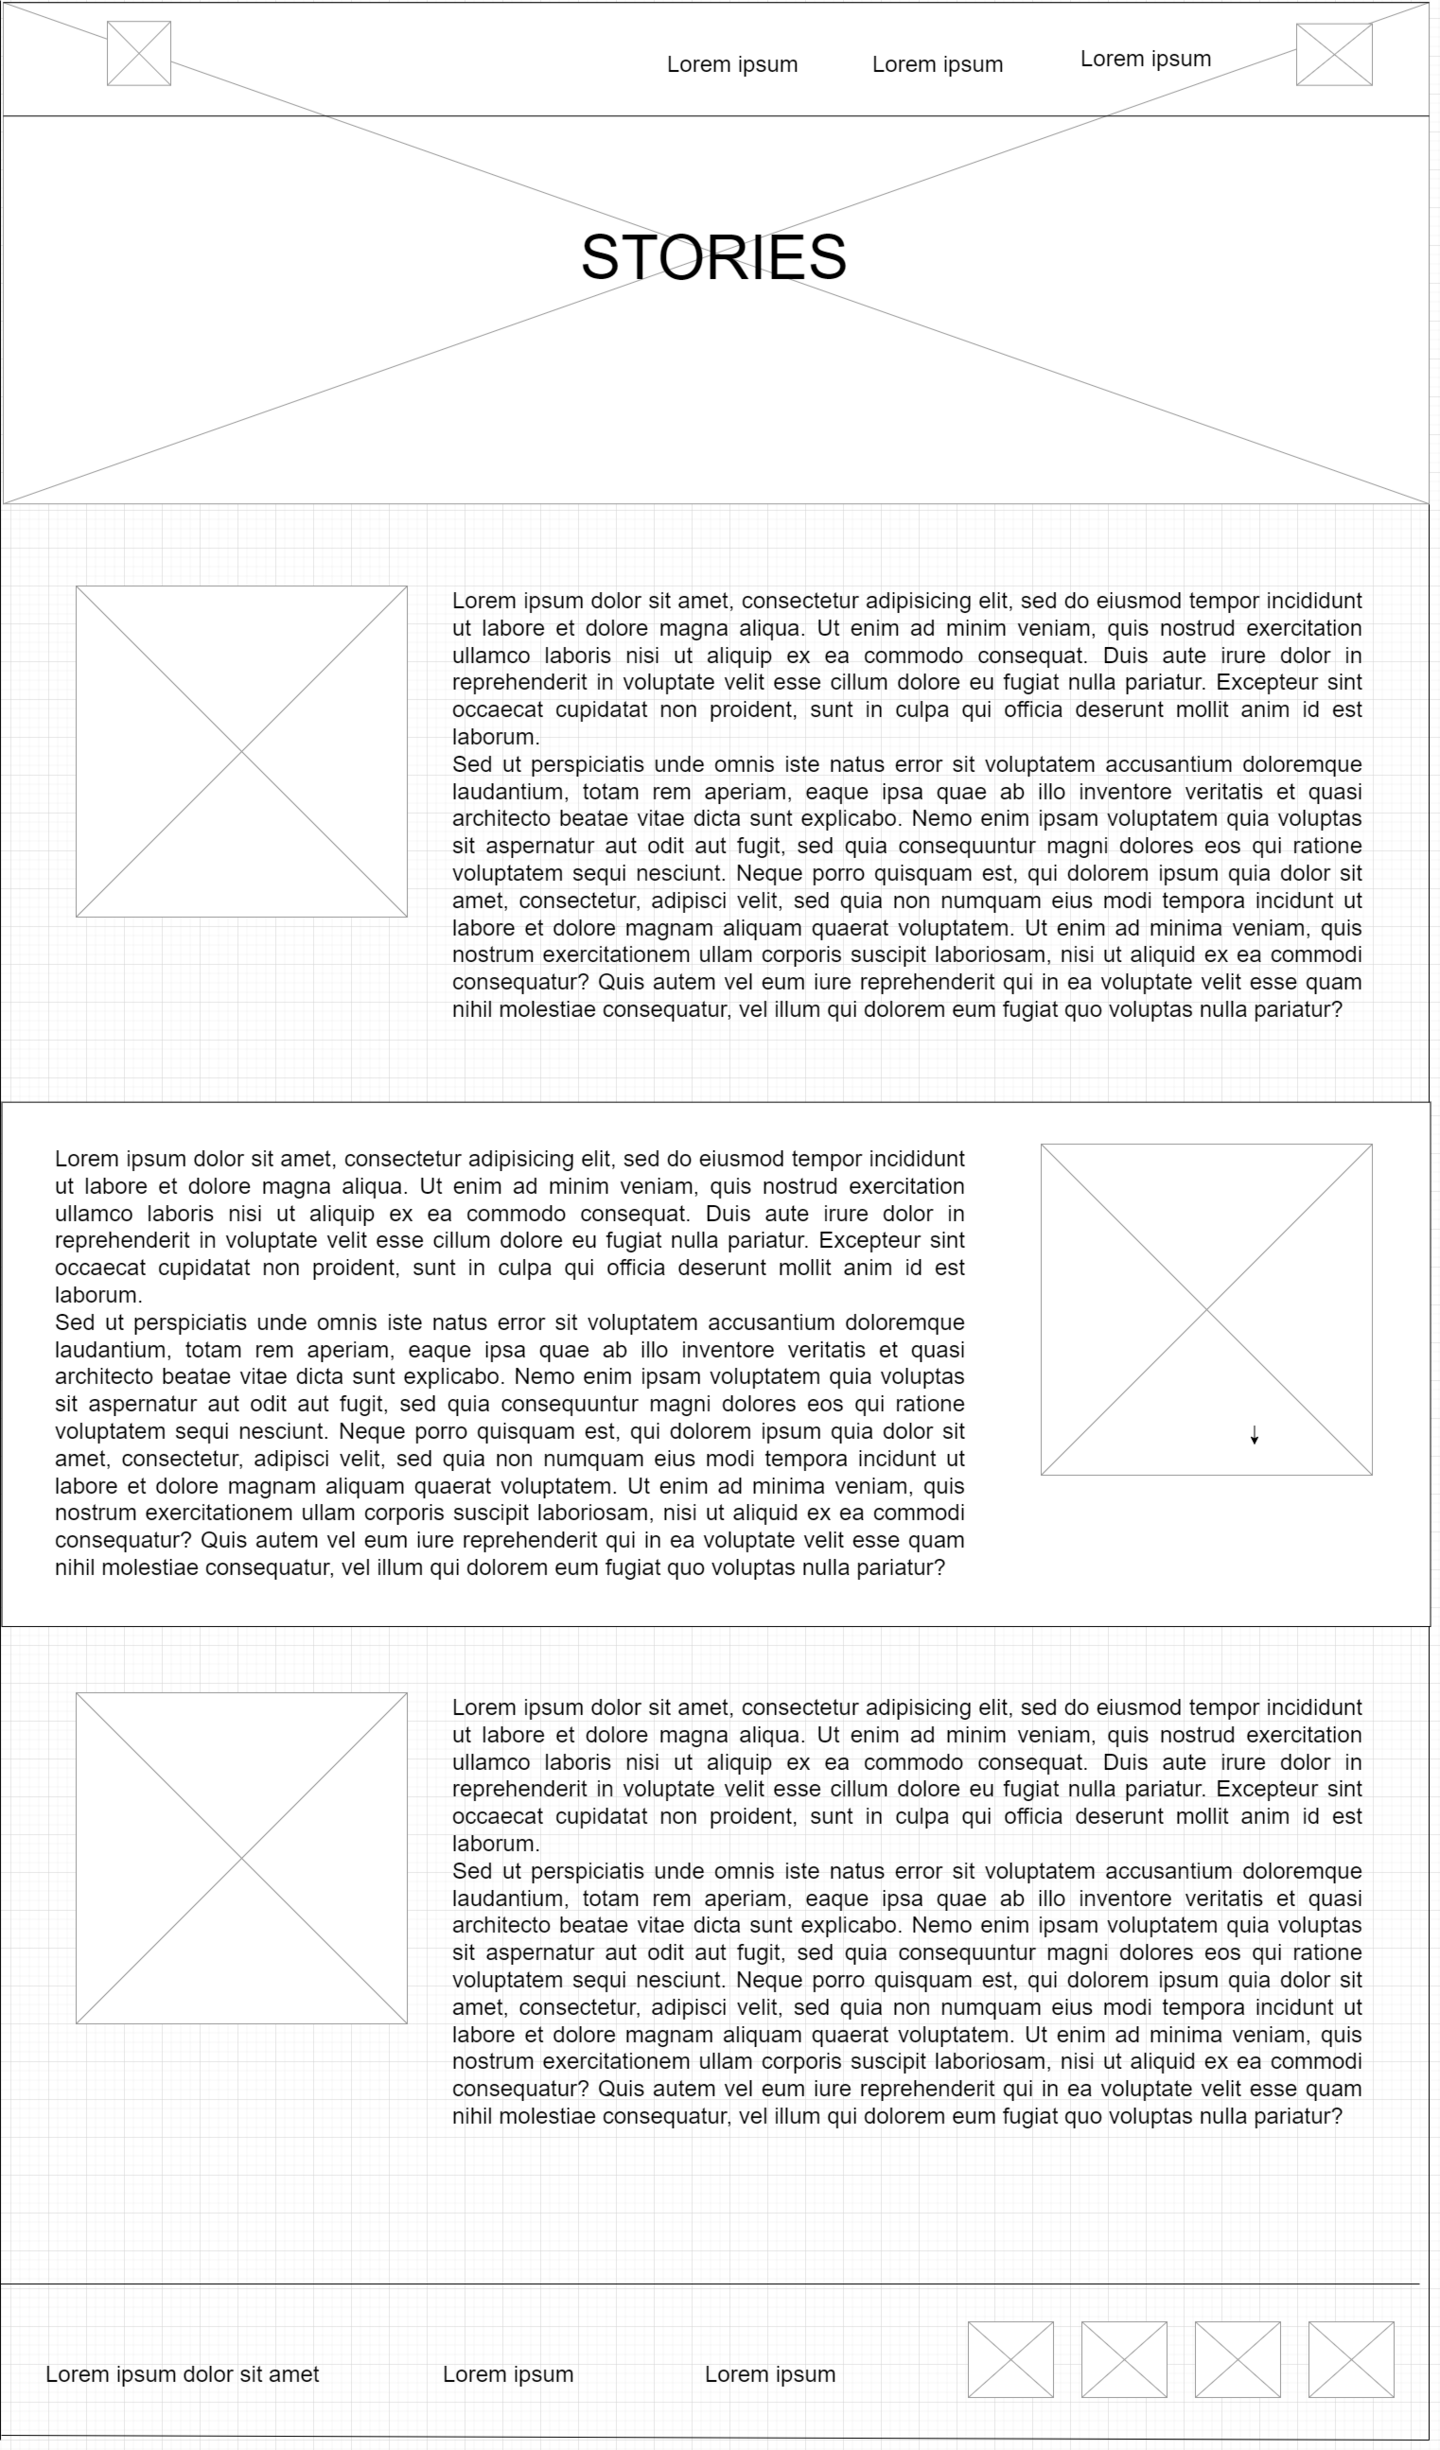 Lorem ipsum Lorem ipsum Lorem ipsum
STORIES
Lorem ipsum dolor sit amet, consectetur adipisicing elit, sed do eiusmod tempor incididunt
ut labore et dolore magna aliqua. Ut enim ad minim veniam, quis nostrud exercitation
ullamco laboris nisi ut aliquip ex ea commodo consequat. Duis aute irure dolor in
reprehenderit in voluptate velit esse cillum dolore eu fugiat nulla pariatur. Excepteur sint
occaecat cupidatat non proident, sunt in culpa qui officia deserunt mollit anim id est
laborum.
Sed ut perspiciatis unde omnis iste natus error sit voluptatem accusantium doloremque
laudantium, totam rem aperiam, eaque ipsa quae ab illo inventore veritatis et quasi
architecto beatae vitae dicta sunt explicabo. Nemo enim ipsam voluptatem quia voluptas
sit aspernatur aut odit aut fugit, sed quia consequuntur magni dolores eos qui ratione
voluptatem sequi nesciunt. Neque porro quisquam est, qui dolorem ipsum quia dolor sit
amet, consectetur, adipisci velit, sed quia non numquam eius modi tempora incidunt ut
labore et dolore magnam aliquam quaerat voluptatem. Ut enim ad minima veniam, quis
nostrum exercitationem ullam corporis suscipit laboriosam, nisi ut aliquid ex ea commodi
consequatur? Quis autem vel eum iure reprehenderit qui in ea voluptate velit esse quam
nihil molestiae consequatur, vel illum qui dolorem eum fugiat quo voluptas nulla pariatur?
Lorem ipsum dolor sit amet, consectetur adipisicing elit, sed do eiusmod tempor incididunt
ut labore et dolore magna aliqua. Ut enim ad minim veniam, quis nostrud exercitation
ullamco laboris nisi ut aliquip ex ea commodo consequat. Duis aute irure dolor in
reprehenderit in voluptate velit esse cillum dolore eu fugiat nulla pariatur. Excepteur sint
occaecat cupidatat non proident, sunt in culpa qui officia deserunt mollit anim id est
laborum.
Sed ut perspiciatis unde omnis iste natus error sit voluptatem accusantium doloremque
laudantium, totam rem aperiam, eaque ipsa quae ab illo inventore veritatis et quasi
architecto beatae vitae dicta sunt explicabo. Nemo enim ipsam voluptatem quia voluptas
sit aspernatur aut odit aut fugit, sed quia consequuntur magni dolores eos qui ratione
voluptatem sequi nesciunt. Neque porro quisquam est, qui dolorem ipsum quia dolor sit
amet, consectetur, adipisci velit, sed quia non numquam eius modi tempora incidunt ut
labore et dolore magnam aliquam quaerat voluptatem. Ut enim ad minima veniam, quis
nostrum exercitationem ullam corporis suscipit laboriosam, nisi ut aliquid ex ea commodi
consequatur? Quis autem vel eum iure reprehenderit qui in ea voluptate velit esse quam
nihil molestiae consequatur, vel illum qui dolorem eum fugiat quo voluptas nulla pariatur?
Lorem ipsum dolor sit amet, consectetur adipisicing elit, sed do eiusmod tempor incididunt
ut labore et dolore magna aliqua. Ut enim ad minim veniam, quis nostrud exercitation
ullamco laboris nisi ut aliquip ex ea commodo consequat. Duis aute irure dolor in
reprehenderit in voluptate velit esse cillum dolore eu fugiat nulla pariatur. Excepteur sint
occaecat cupidatat non proident, sunt in culpa qui officia deserunt mollit anim id est
laborum.
Sed ut perspiciatis unde omnis iste natus error sit voluptatem accusantium doloremque
laudantium, totam rem aperiam, eaque ipsa quae ab illo inventore veritatis et quasi
architecto beatae vitae dicta sunt explicabo. Nemo enim ipsam voluptatem quia voluptas
sit aspernatur aut odit aut fugit, sed quia consequuntur magni dolores eos qui ratione
voluptatem sequi nesciunt. Neque porro quisquam est, qui dolorem ipsum quia dolor sit
amet, consectetur, adipisci velit, sed quia non numquam eius modi tempora incidunt ut
labore et dolore magnam aliquam quaerat voluptatem. Ut enim ad minima veniam, quis
nostrum exercitationem ullam corporis suscipit laboriosam, nisi ut aliquid ex ea commodi
consequatur? Quis autem vel eum iure reprehenderit qui in ea voluptate velit esse quam
nihil molestiae consequatur, vel illum qui dolorem eum fugiat quo voluptas nulla pariatur?
Lorem ipsum dolor sit amet Lorem ipsum Lorem ipsum